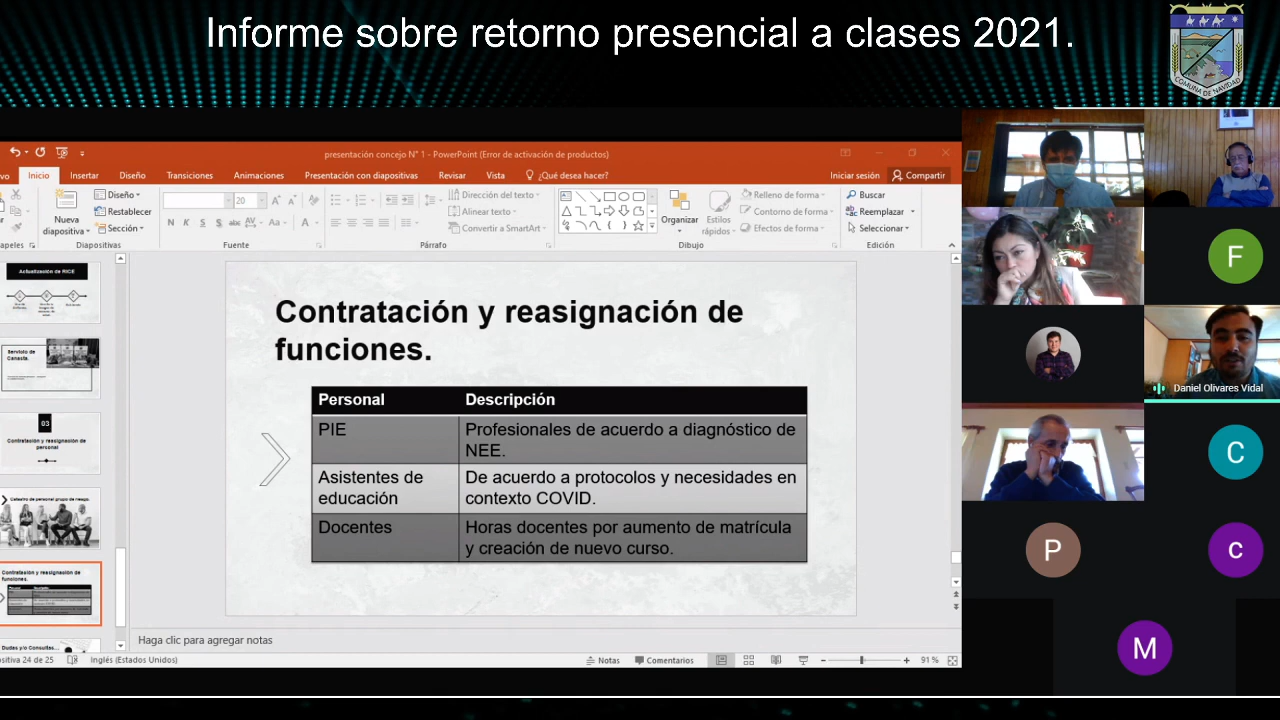 Informe sobre retorno presencial a clases 2021.
COMUNA DE NAVIDAD
presentación concejo N° 1 - PowerPoint (Error de activación de productos)
Inicio
Insertar
Diseño
Transiciones
Animaciones
Presentación con diapositivas
Revisar
Vista
¿Qué desea hacer?
Iniciar sesión
Compartir
Nueva
diapositiva
Diseño
Restablecer
Sección
Diapositivas
20
N K S S abc AV Aa A
Fuente
Dirección del texto
Alinear texto
Convertir a SmartArt
Párrafo
Organizar
Estilos
rápidos
Relleno de forma
Contorno de forma
Efectos de forma
Dibujo
Buscar
Reemplazar
Seleccionar
Edición
Actualización de RICE
Servicio de
Canasta.
03
Contratación y reasignación de
personal
Catastro de personal grupo de riesgo.
Contratación y reasignación de
funciones.
Dudas y/o Consultas...
Contratación y reasignación de
funciones.
Personal Descripción
PIE Profesionales de acuerdo a diagnóstico de
NEE.
Asistentes de De acuerdo a protocolos y necesidades en
educación contexto COVID.
Docentes Horas docentes por aumento de matrícula
y creación de nuevo curso.
Haga clic para agregar notas
24 de 25
Inglés (Estados Unidos)
Notas
Comentarios
91 %
F
Daniel Olivares Vidal
C
P
c
M